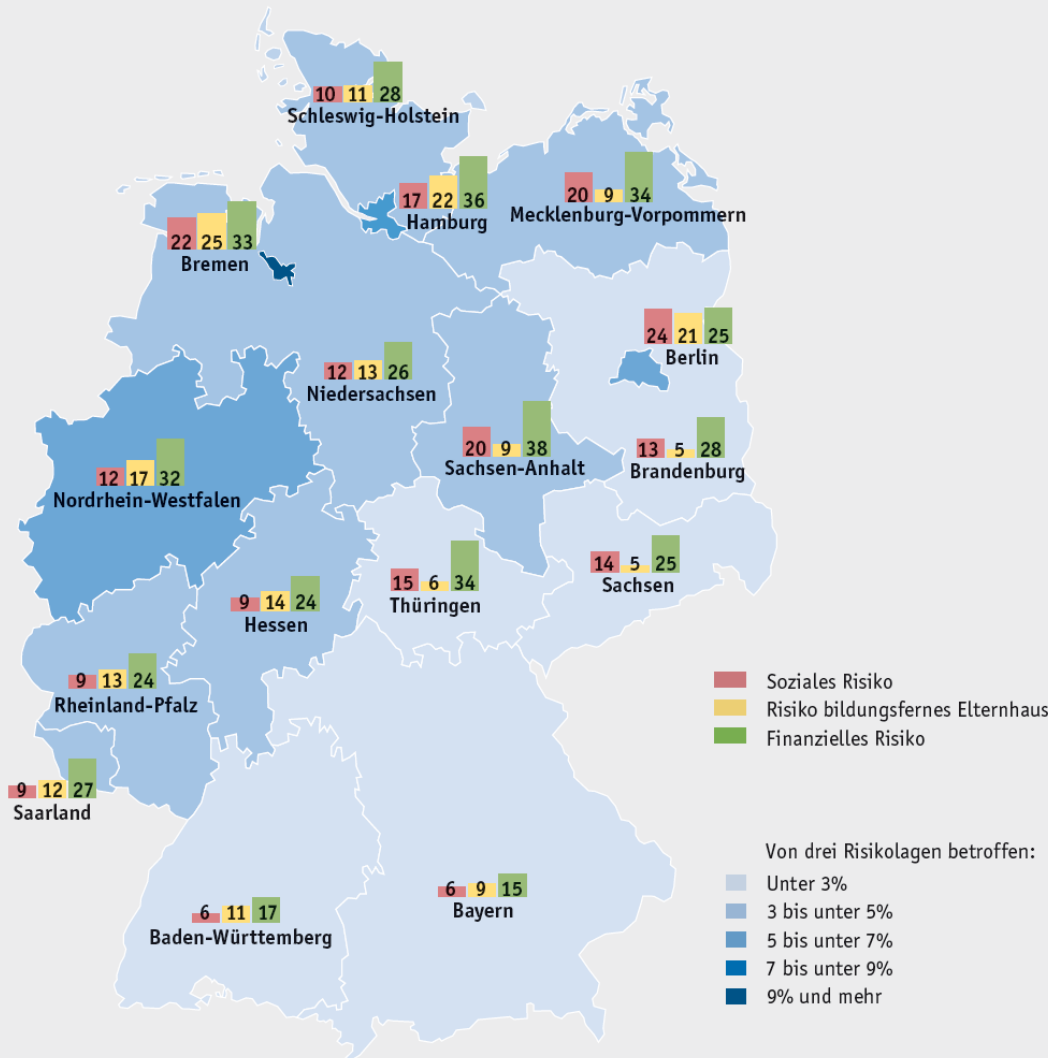 10 11 28
Schleswig-Holstein
17 22 36
Hamburg
20 9 34
Mecklenburg-Vorpommern
22 25 33
Bremen
24 21 25
Berlin
12 13 26
Niedersachsen
20 9 38
Sachsen-Anhalt
13 5 28
Brandenburg
12 17 32
Nordrhein-Westfalen
15 6 34
Thüringen
14 5 25
Sachsen
9 14 24
Hessen
9 13 24
Rheinland-Pfalz
9 12 27
Saarland
6 11 17
Baden-Württemberg
6 9 15
Bayern
Soziales Risiko
Risiko bildungsfernes Elternhaus
Finanzielles Risiko
Von drei Risikolagen betroffen:
Unter 3%
3 bis unter 5%
5 bis unter 7%
7 bis unter 9%
9% und mehr